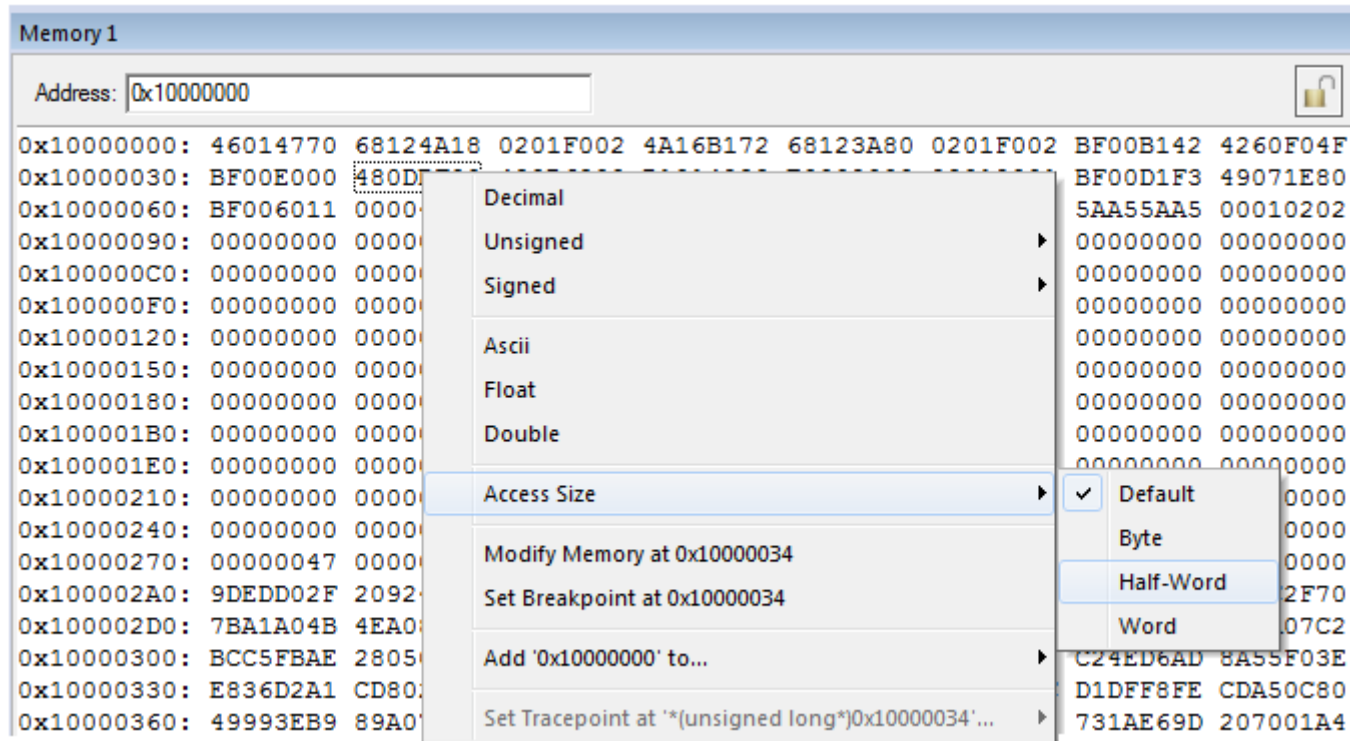 Memory 1
Address: 0x10000000
0x10000000: 46014770 68124A18 0201F002 4A16B172 68123A80 0201F002 BF00B142 4260F04F
0x10000030: BF00E000 BF00D1F3 49071E80
0x10000060: BF006011 5AA55AA5 00010202
0x10000090: 00000000 00000000 00000000
0x100000C0: 00000000 00000000 00000000
0x100000F0: 00000000 00000000 00000000
0x10000120: 00000000 00000000 00000000
0x10000150: 00000000 00000000 00000000
0x10000180: 00000000 00000000 00000000
0x100001B0: 00000000 00000000 00000000
0x100001E0: 00000000
0x10000210: 00000000
0x10000240: 00000000
0x10000270: 00000047
0x100002A0: 9DEDD02F
0x100002D0: 7BA1A04B
0x10000300: BCC5FBAE C24ED6AD 8A55F03E
0x10000330: E836D2A1 D1DFF8FE CDA50C80
0x10000360: 49993EB9 731AE69D 207001A4
Decimal
Unsigned
Signed
Ascii
Float
Double
Access Size
Modify Memory at 0x10000034
Set Breakpoint at 0x10000034
Add '0x10000000' to...
Set Tracepoint at '*(unsigned long*)0x10000034'...
Default
Byte
Half-Word
Word